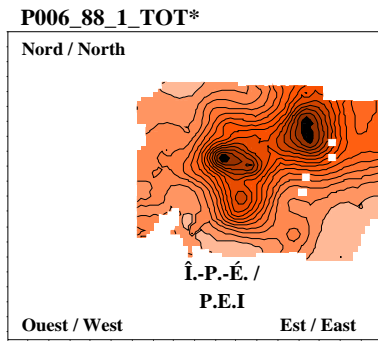 P006_88_1_TOT*
Nord / North
Î.-P.-É. /
P.E.I
Ouest / West Est / East